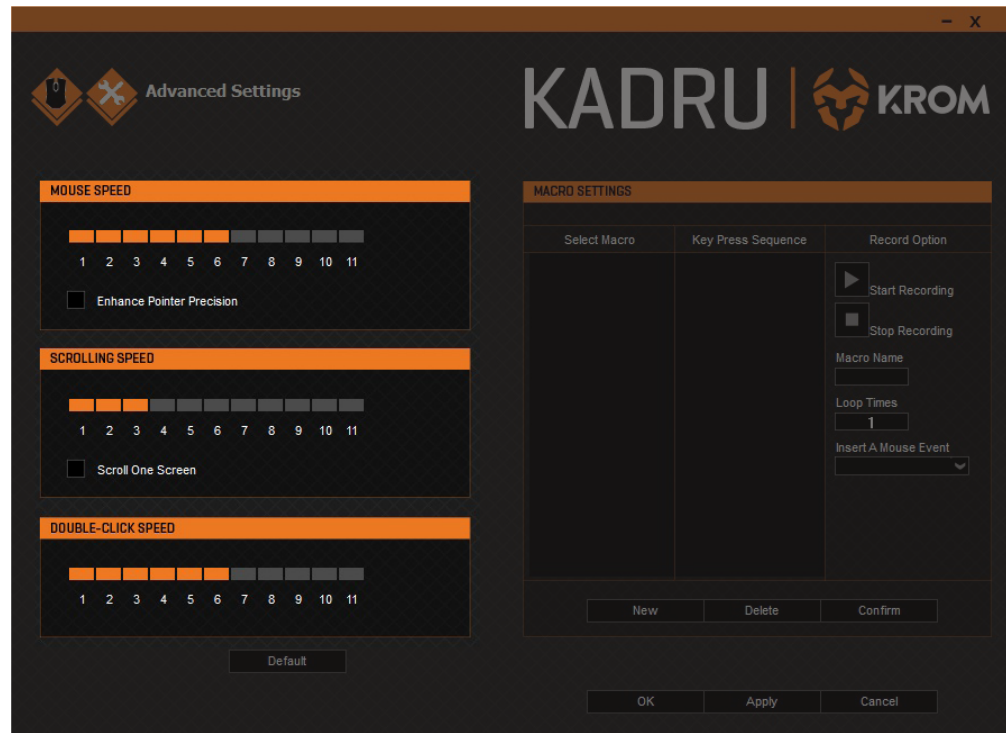 − X
Advanced Settings
KADRU KROM
MOUSE SPEED
1 2 3 4 5 6 7 8 9 10 11
Enhance Pointer Precision
SCROLLING SPEED
1 2 3 4 5 6 7 8 9 10 11
Scroll One Screen
DOUBLE-CLICK SPEED
1 2 3 4 5 6 7 8 9 10 11
Default
MACRO SETTINGS
Select Macro Key Press Sequence Record Option
Start Recording
Stop Recording
Macro Name
Loop Times
1
Insert A Mouse Event
New Delete Confirm
OK Apply Cancel